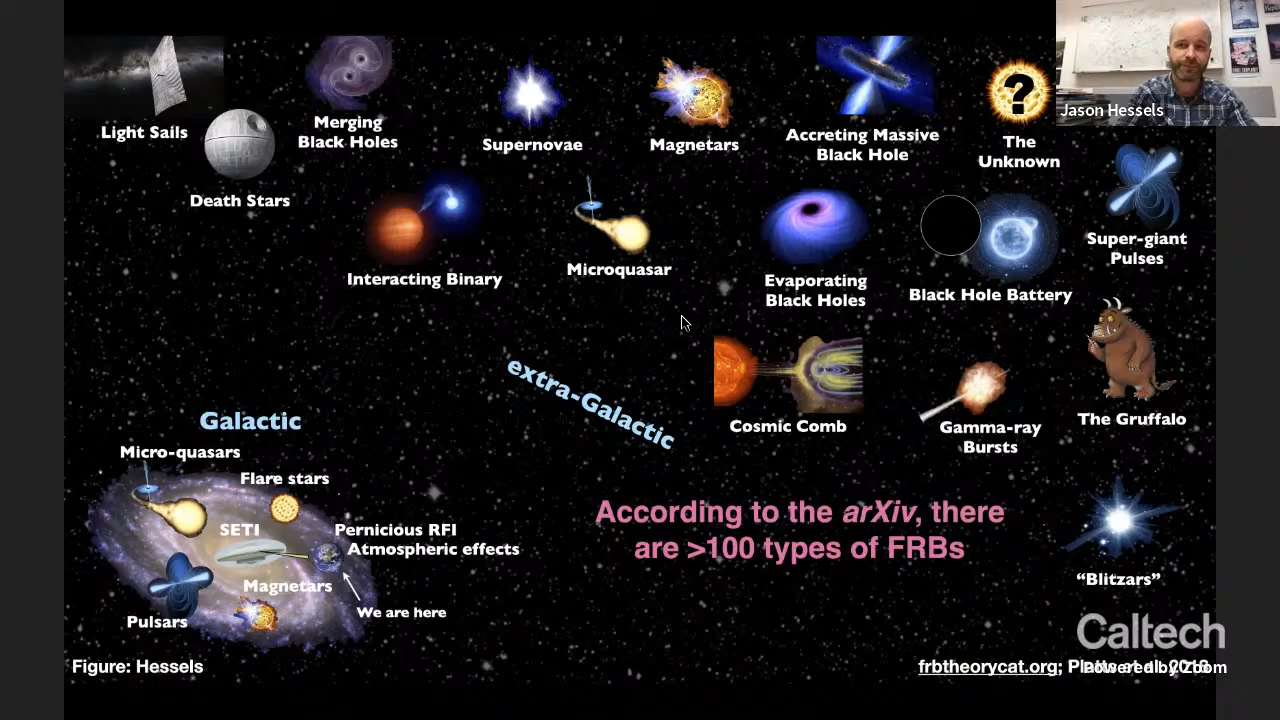 Jason Hessels
Light Sails
Merging
Black Holes
Supernovae
Magnetars
Accreting Massive
Black Hole
?
The
Unknown
Death Stars
Interacting Binary
Microquasar
Evaporating
Black Holes
Black Hole Battery
Super-giant
Pulses
extra-Galactic
Cosmic Comb
Gamma-ray
Bursts
The Gruffalo
Galactic
Micro-quasars
Flare stars
SETI
Pernicious RFI
Atmospheric effects
Magnetars
We are here
Pulsars
According to the arXiv, there
are >100 types of FRBs
“Blitzars”
Caltech
Powered by Zoom
Figure: Hessels
frbtheorycat.org;